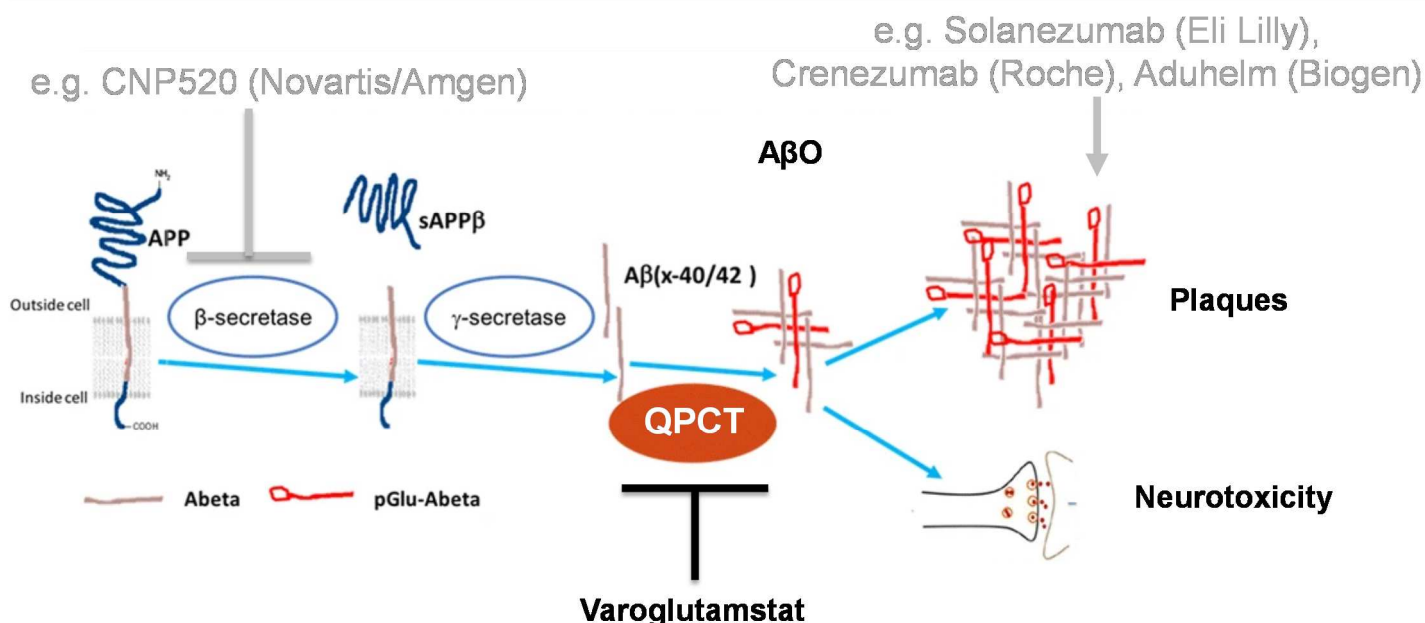 e.g. Solanezumab (Eli Lilly),
Crenezumab (Roche), Aduhelm (Biogen)
e.g. CNP520 (Novartis/Amgen)
AβO
NH₂
APP
sAPPβ
Aβ(x-40/42 )
Outside cell
β-secretase
γ-secretase
Plaques
Inside cell
COOH
QPCT
Abeta
pGlu-Abeta
Neurotoxicity
Varoglutamstat